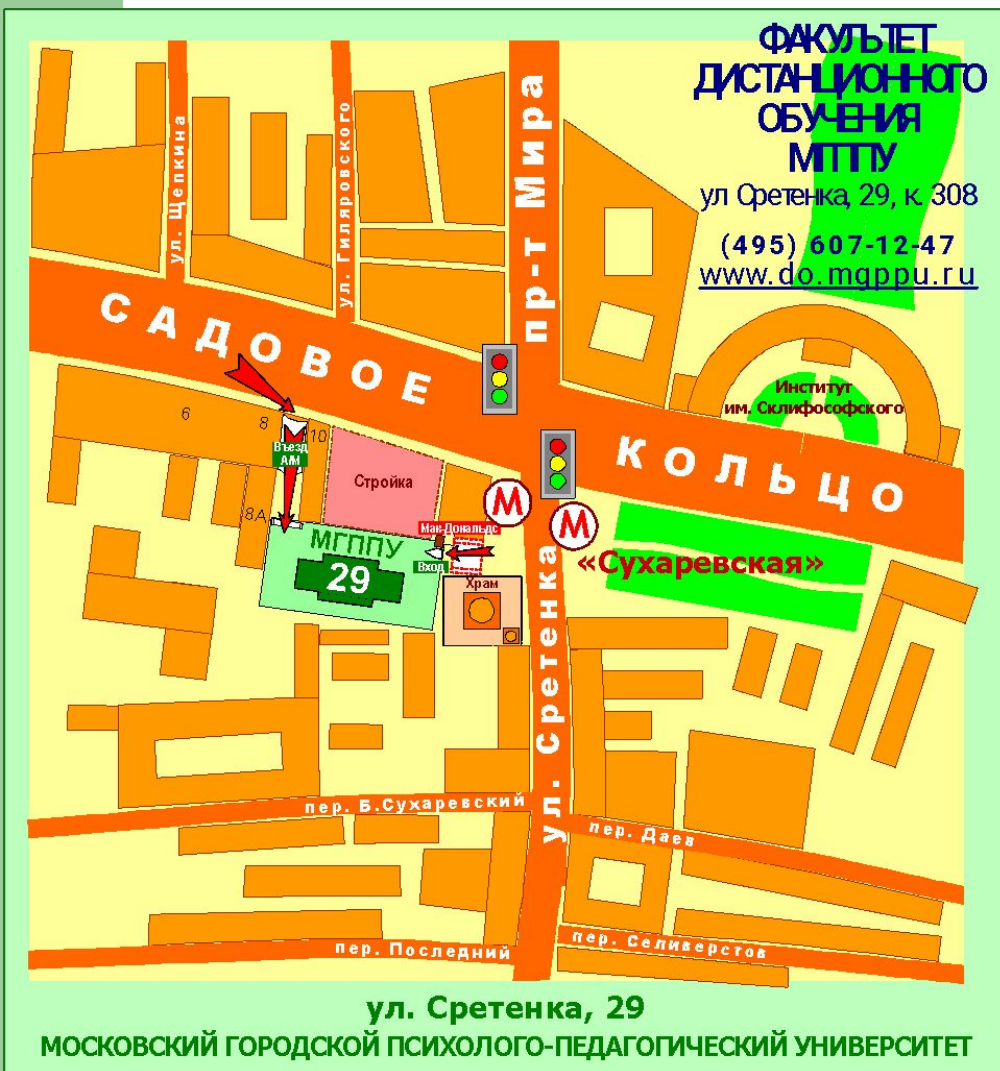 ФАКУЛЬТЕТ
ДИСТАНЦИОННОГО
ОБУЧЕНИЯ
МГППУ
ул Сретенка, 29, к. 308
(495) 607-12-47
www.do.mgppu.ru
ул. Щепкина
ул. Гиляровского
пр-т Мира
САДОВОЕ
КОЛЬЦО
Институт
им. Склифософского
6
8
10
Въезд
А/М
Стройка
8А
М
М
«Сухаревская»
Мак-Дональдс
МГППУ
29
Вход
Храм
ул. Сретенка
пер. Б.Сухаревский
пер. Даев
пер. Последний
пер. Селиверстов
ул. Сретенка, 29
МОСКОВСКИЙ ГОРОДСКОЙ ПСИХОЛОГО-ПЕДАГОГИЧЕСКИЙ УНИВЕРСИТЕТ